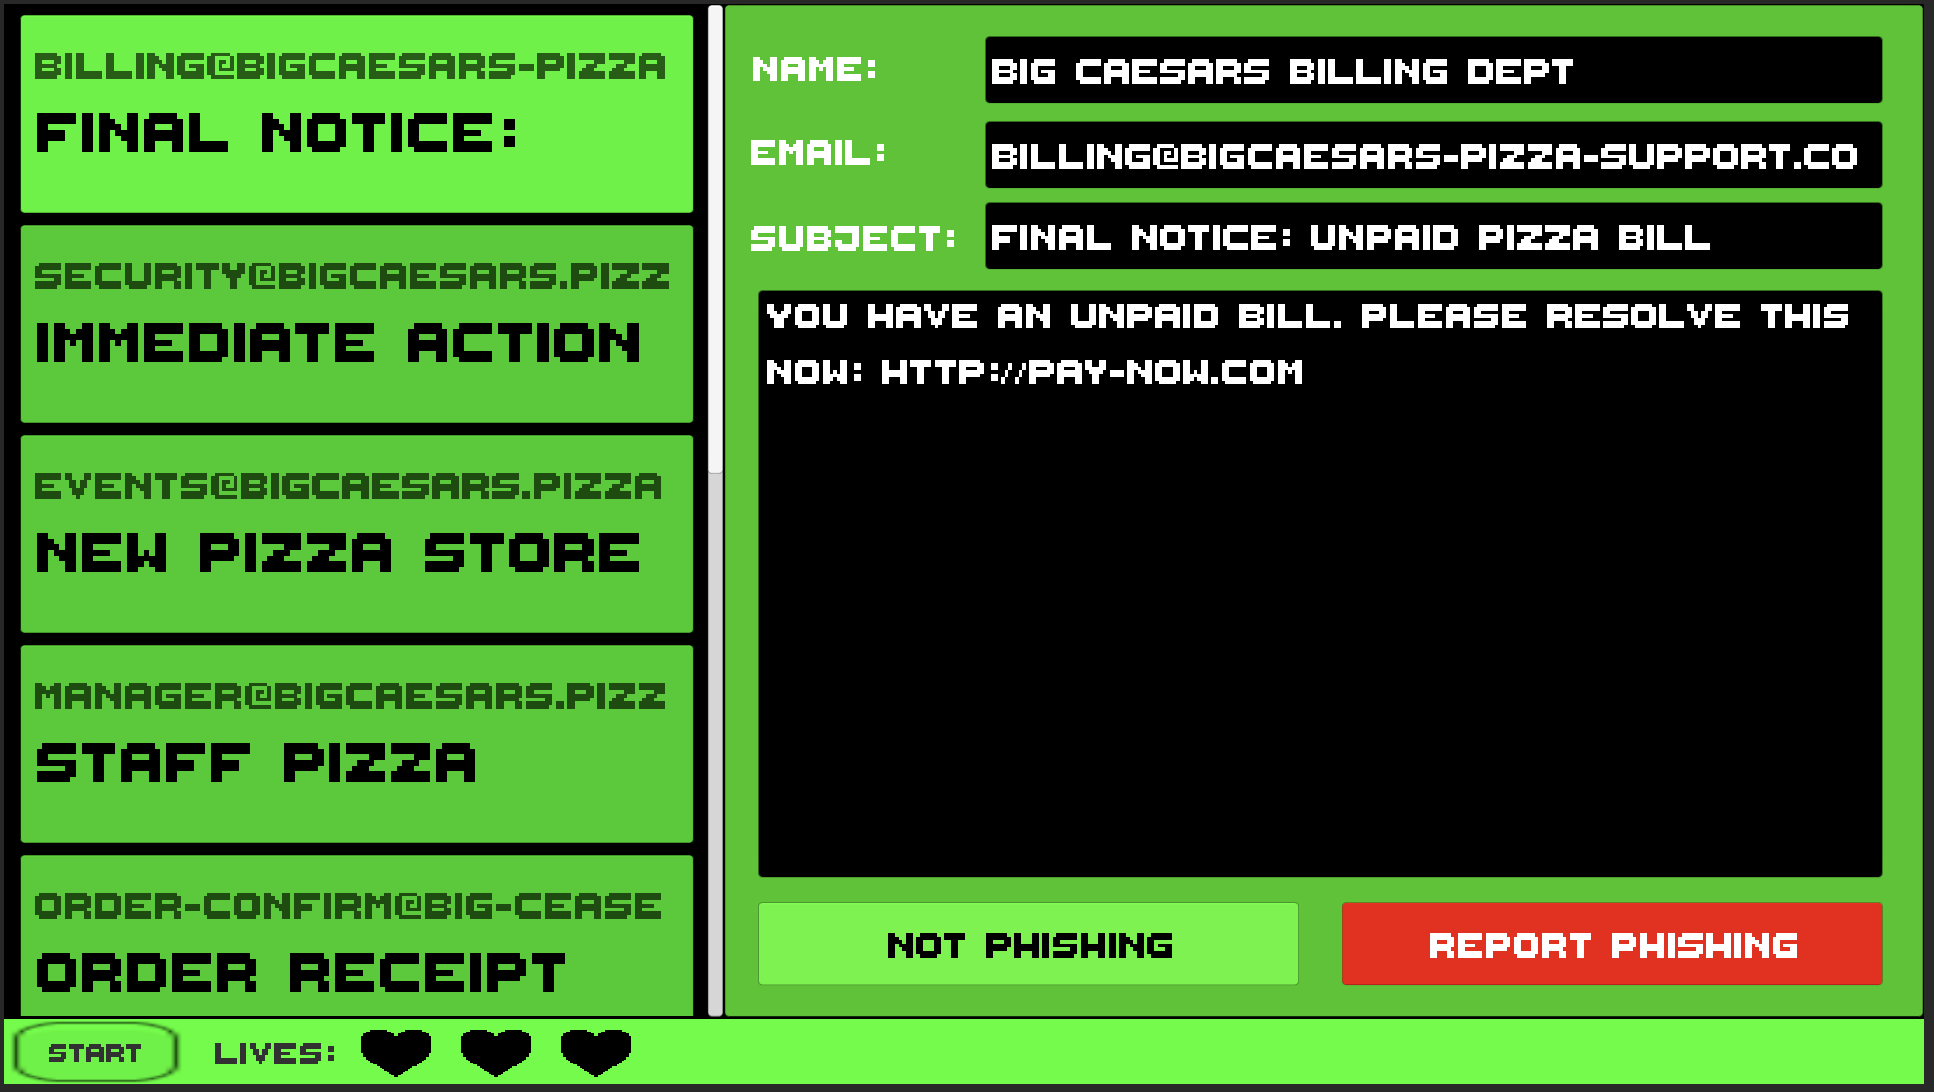 BILLING@BIGCAESARS-PIZZA
FINAL NOTICE:
SECURITY@BIGCAESARS.PIZZ
IMMEDIATE ACTION
EVENTS@BIGCAESARS.PIZZA
NEW PIZZA STORE
MANAGER@BIGCAESARS.PIZZ
STAFF PIZZA
ORDER-CONFIRM@BIG-CEASE
ORDER RECEIPT
NAME: BIG CAESARS BILLING DEPT
EMAIL: BILLING@BIGCAESARS-PIZZA-SUPPORT.CO
SUBJECT: FINAL NOTICE: UNPAID PIZZA BILL
YOU HAVE AN UNPAID BILL. PLEASE RESOLVE THIS
NOW: HTTP://PAY-NOW.COM
NOT PHISHING
REPORT PHISHING
START
LIVES: